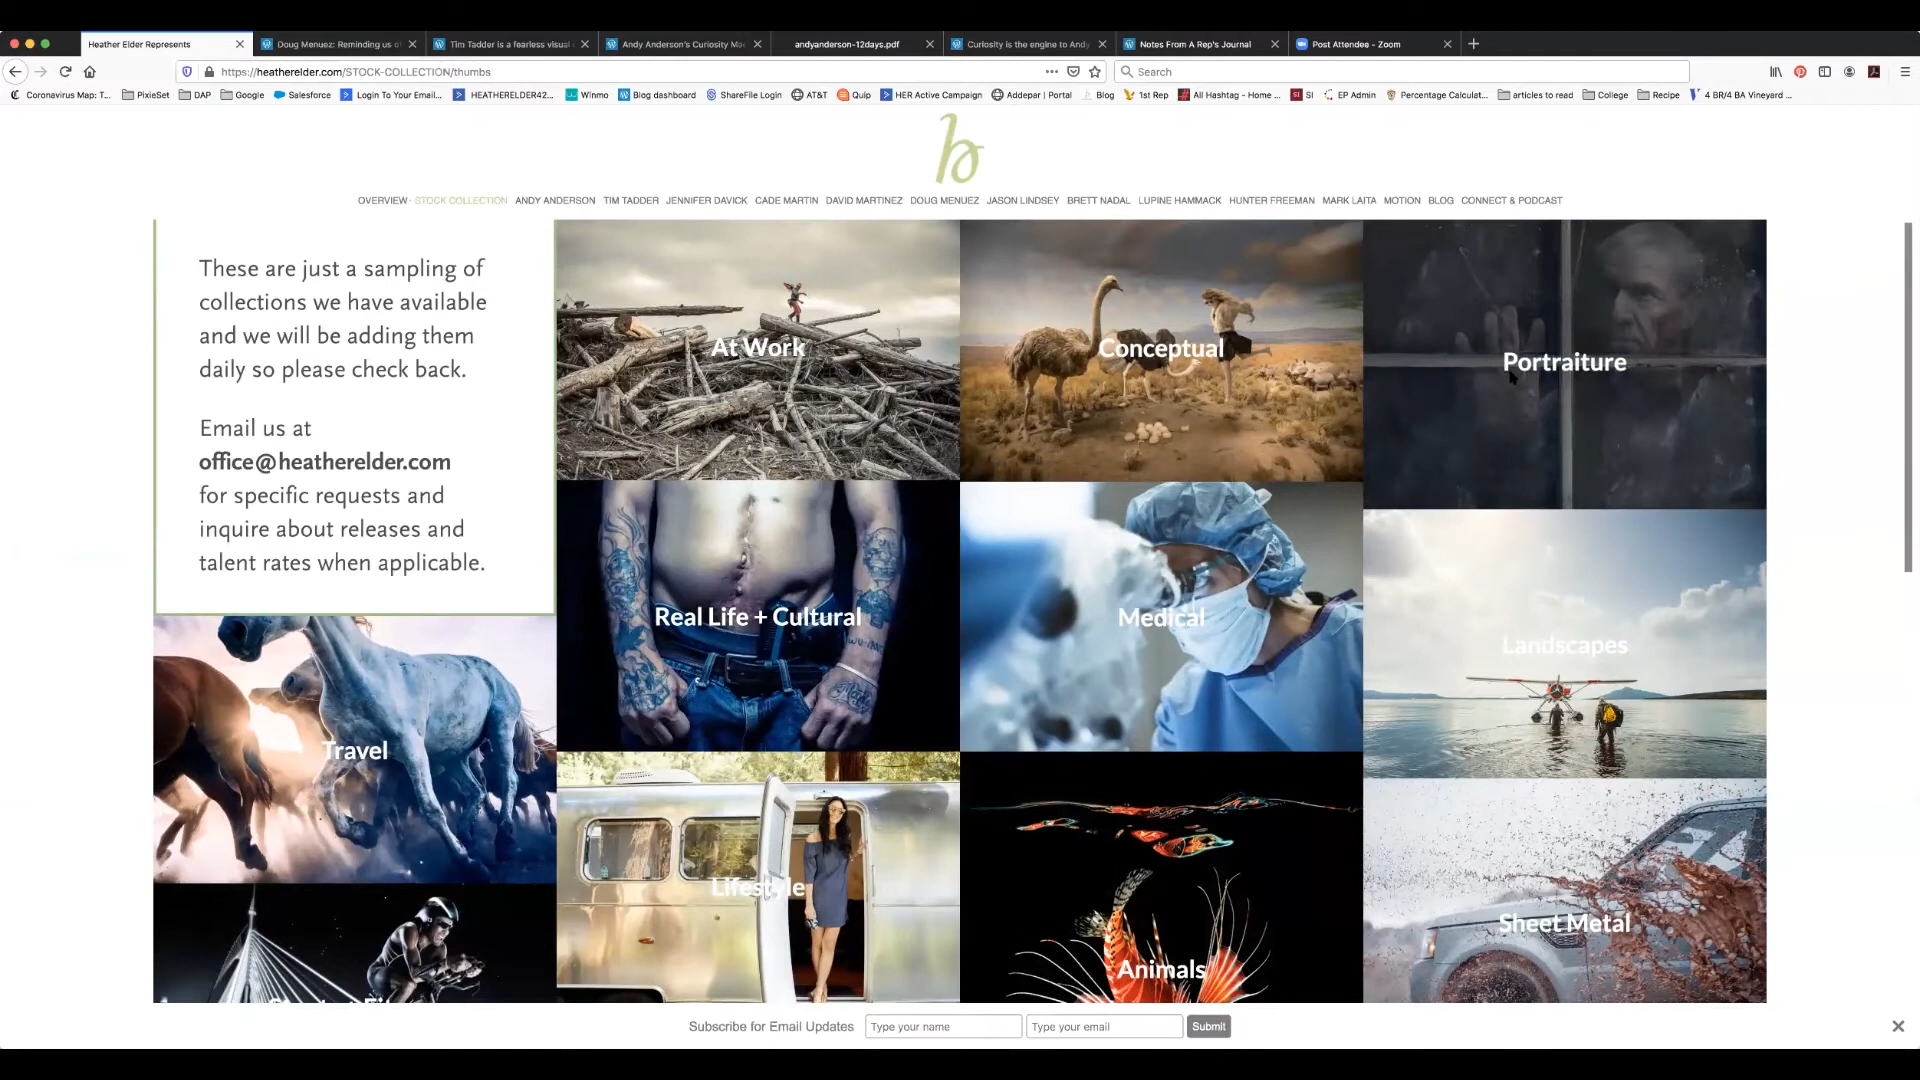 Heather Elder Represents
Doug Menuez: Reminding us o
Tim Tadder is a fearless visual
Andy Anderson's Curiosity Mo
andyanderson-12days.pdf
Curiosity is the engine to Andy
Notes From A Rep's Journal
Post Attendee - Zoom
https://heatherelder.com/STOCK-COLLECTION/thumbs
Search
Coronavirus Map: T...
PixieSet
DAP
Google
Salesforce
Login To Your Email...
HEATHERELDER42...
Winmo
Blog dashboard
ShareFile Login
AT&T
Quip
HER Active Campaign
Addepar | Portal
Blog
1st Rep
All Hashtag - Home ...
SI
EP Admin
Percentage Calculat...
articles to read
College
Recipe
4 BR/4 BA Vineyard ...
h
OVERVIEW - STOCK COLLECTION ANDY ANDERSON TIM TADDER JENNIFER DAVICK CADE MARTIN DAVID MARTINEZ DOUG MENUEZ JASON LINDSEY BRETT NADAL LUPINE HAMMACK HUNTER FREEMAN MARK LAITA MOTION BLOG CONNECT & PODCAST
These are just a sampling of
collections we have available
and we will be adding them
daily so please check back.
Email us at
office@heatherelder.com
for specific requests and
inquire about releases and
talent rates when applicable.
At Work
Conceptual
Portraiture
Real Life + Cultural
Medical
Landscapes
Travel
Lifestyle
Animals
Sheet Metal
Subscribe for Email Updates
Type your name
Type your email
Submit